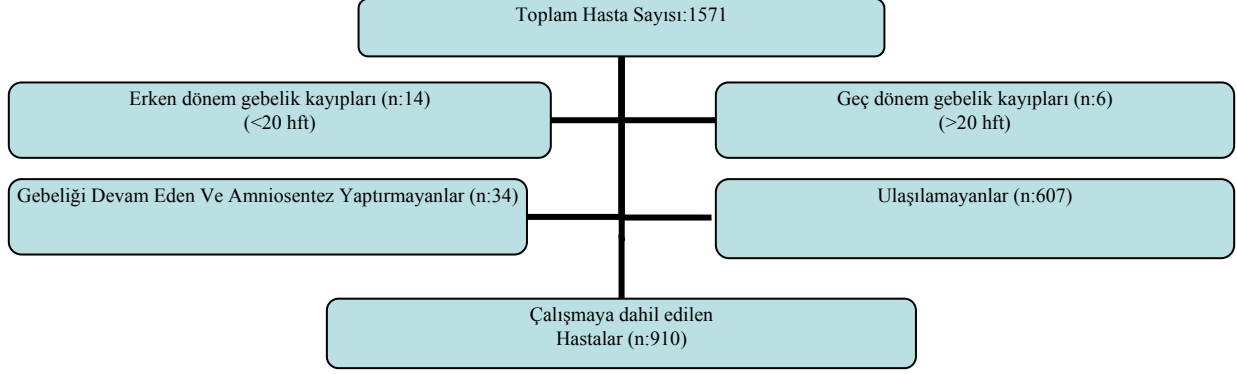 Toplam Hasta Sayısı:1571
Erken dönem gebelik kayıpları (n:14)
(<20 hft)
Geç dönem gebelik kayıpları (n:6)
(>20 hft)
Gebeliği Devam Eden Ve Amniosentez Yaptırmayanlar (n:34)
Ulaşılamayanlar (n:607)
Çalışmaya dahil edilen
Hastalar (n:910)